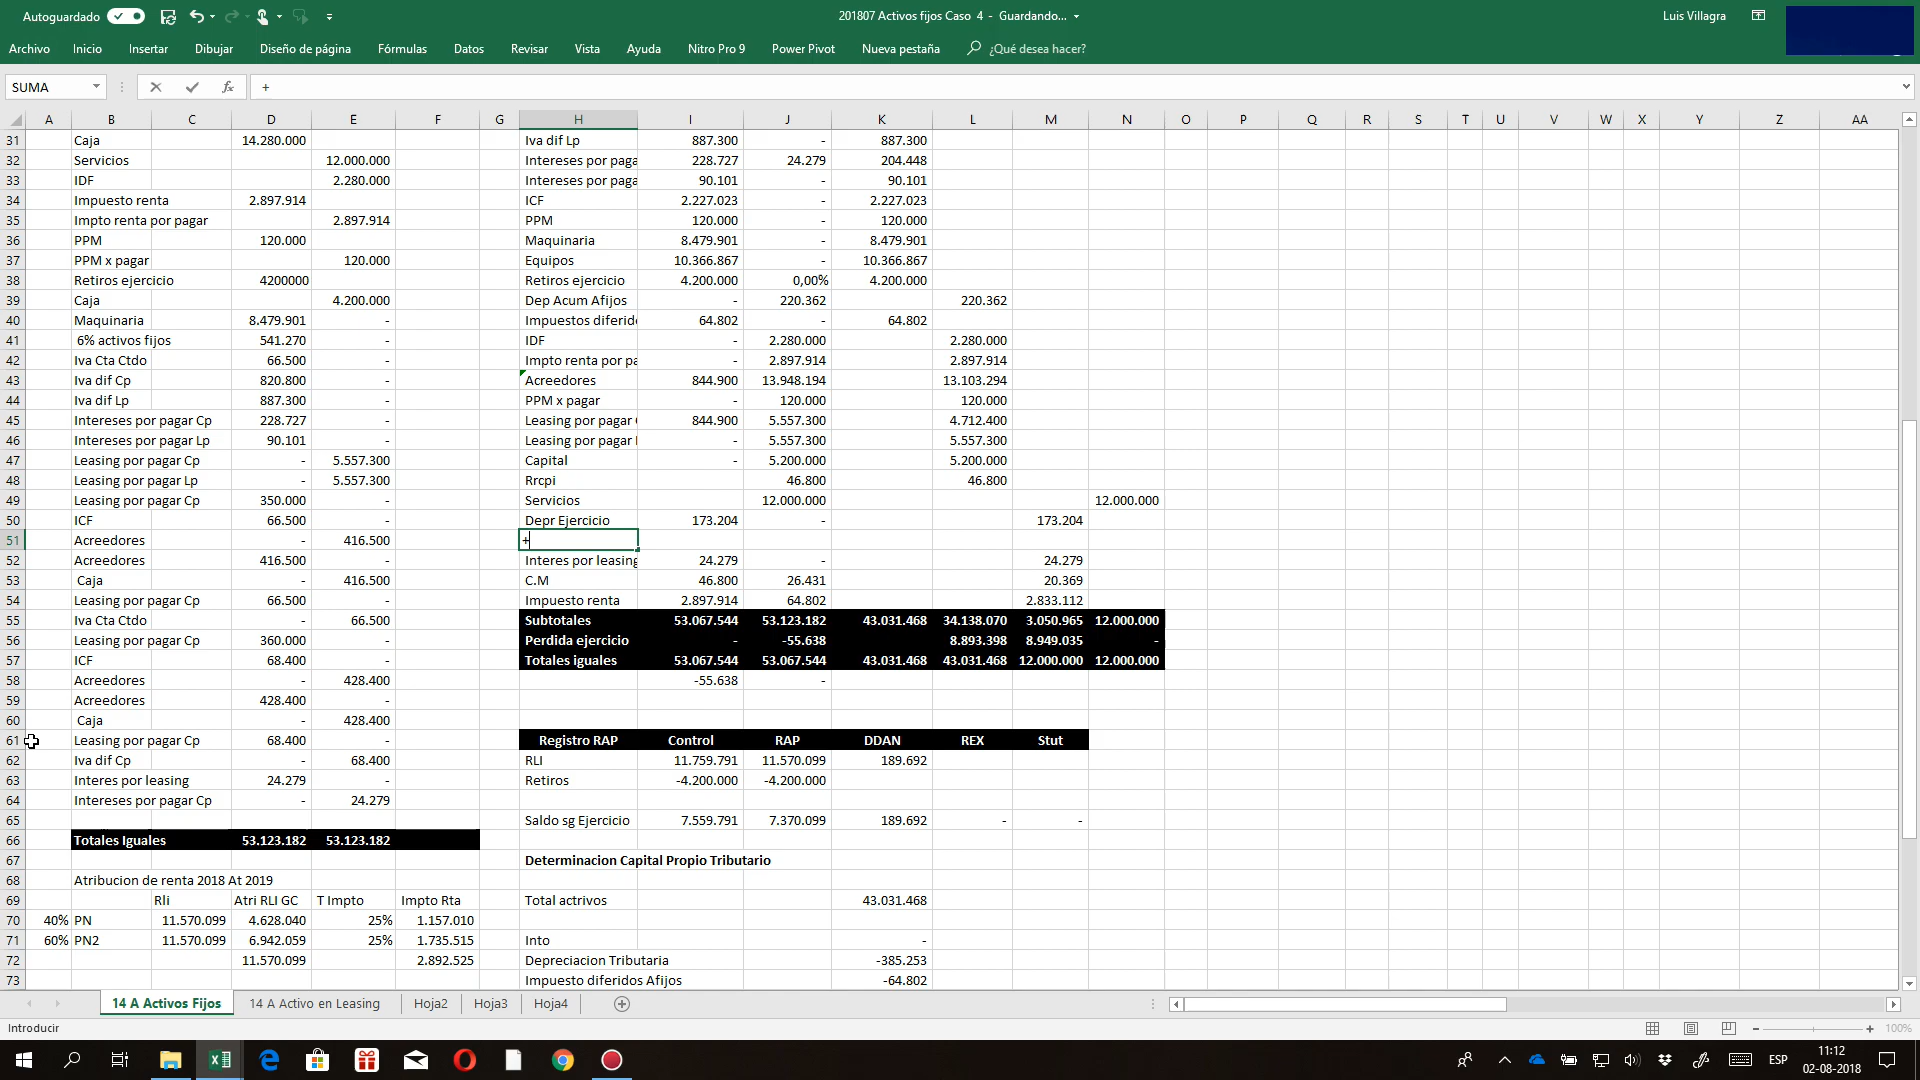 Autoguardado 201807 Activos fijos Caso 4 - Guardando... Luis Villagra
Archivo Inicio Insertar Dibujar Diseño de página Fórmulas Datos Revisar Vista Ayuda Nitro Pro 9 Power Pivot Nueva pestaña ¿Qué desea hacer?
SUMA fx +
A B C D E F G H I J K L M N O P Q R S T U V W X Y Z AA
31 Caja 14.280.000 Iva dif Lp 887.300 - 887.300
32 Servicios 12.000.000 Intereses por paga 228.727 24.279 204.448
33 IDF 2.280.000 Intereses por paga 90.101 - 90.101
34 Impuesto renta 2.897.914 ICF 2.227.023 - 2.227.023
35 Impto renta por pagar 2.897.914 PPM 120.000 - 120.000
36 PPM 120.000 Maquinaria 8.479.901 - 8.479.901
37 PPM x pagar 120.000 Equipos 10.366.867 - 10.366.867
38 Retiros ejercicio 4200000 Retiros ejercicio 4.200.000 0,00% 4.200.000
39 Caja 4.200.000 Dep Acum Afijos - 220.362 220.362
40 Maquinaria 8.479.901 - Impuestos diferid 64.802 - 64.802
41 6% activos fijos 541.270 - IDF - 2.280.000 2.280.000
42 Iva Cta Ctdo 66.500 - Impto renta por pa - 2.897.914 2.897.914
43 Iva dif Cp 820.800 - Acreedores 844.900 13.948.194 13.103.294
44 Iva dif Lp 887.300 - PPM x pagar - 120.000 120.000
45 Intereses por pagar Cp 228.727 - Leasing por pagar 844.900 5.557.300 4.712.400
46 Intereses por pagar Lp 90.101 - Leasing por pagar - 5.557.300 5.557.300
47 Leasing por pagar Cp - 5.557.300 Capital - 5.200.000 5.200.000
48 Leasing por pagar Lp - 5.557.300 Rrcpi 46.800 46.800
49 Leasing por pagar Cp 350.000 - Servicios 12.000.000 12.000.000
50 ICF 66.500 - Depr Ejercicio 173.204 - 173.204
51 Acreedores - 416.500 +
52 Acreedores 416.500 - Interes por leasing 24.279 - 24.279
53 Caja - 416.500 C.M 46.800 26.431 20.369
54 Leasing por pagar Cp 66.500 - Impuesto renta 2.897.914 64.802 2.833.112
55 Iva Cta Ctdo - 66.500 Subtotales 53.067.544 53.123.182 43.031.468 34.138.070 3.050.965 12.000.000
56 Leasing por pagar Cp 360.000 - Perdida ejercicio - -55.638 8.893.398 8.949.035 -
57 ICF 68.400 - Totales iguales 53.067.544 53.067.544 43.031.468 43.031.468 12.000.000 12.000.000
58 Acreedores - 428.400 -55.638 -
59 Acreedores 428.400 -
60 Caja - 428.400
61 Leasing por pagar Cp 68.400 - Registro RAP Control RAP DDAN REX Stut
62 Iva dif Cp - 68.400 RLI 11.759.791 11.570.099 189.692
63 Interes por leasing 24.279 - Retiros -4.200.000 -4.200.000
64 Intereses por pagar Cp - 24.279
65 Saldo sg Ejercicio 7.559.791 7.370.099 189.692 - -
66 Totales Iguales 53.123.182 53.123.182
67 Determinacion Capital Propio Tributario
68 Atribucion de renta 2018 At 2019
69 Rli Atri RLI GC T Impto Impto Rta Total actrivos 43.031.468
70 40% PN 11.570.099 4.628.040 25% 1.157.010
71 60% PN2 11.570.099 6.942.059 25% 1.735.515 Into -
72 11.570.099 2.892.525 Depreciacion Tributaria -385.253
73 Impuesto diferidos Afijos -64.802
14 A Activos Fijos 14 A Activo en Leasing Hoja2 Hoja3 Hoja4
Introducir 100%
ESP 11:12
02-08-2018